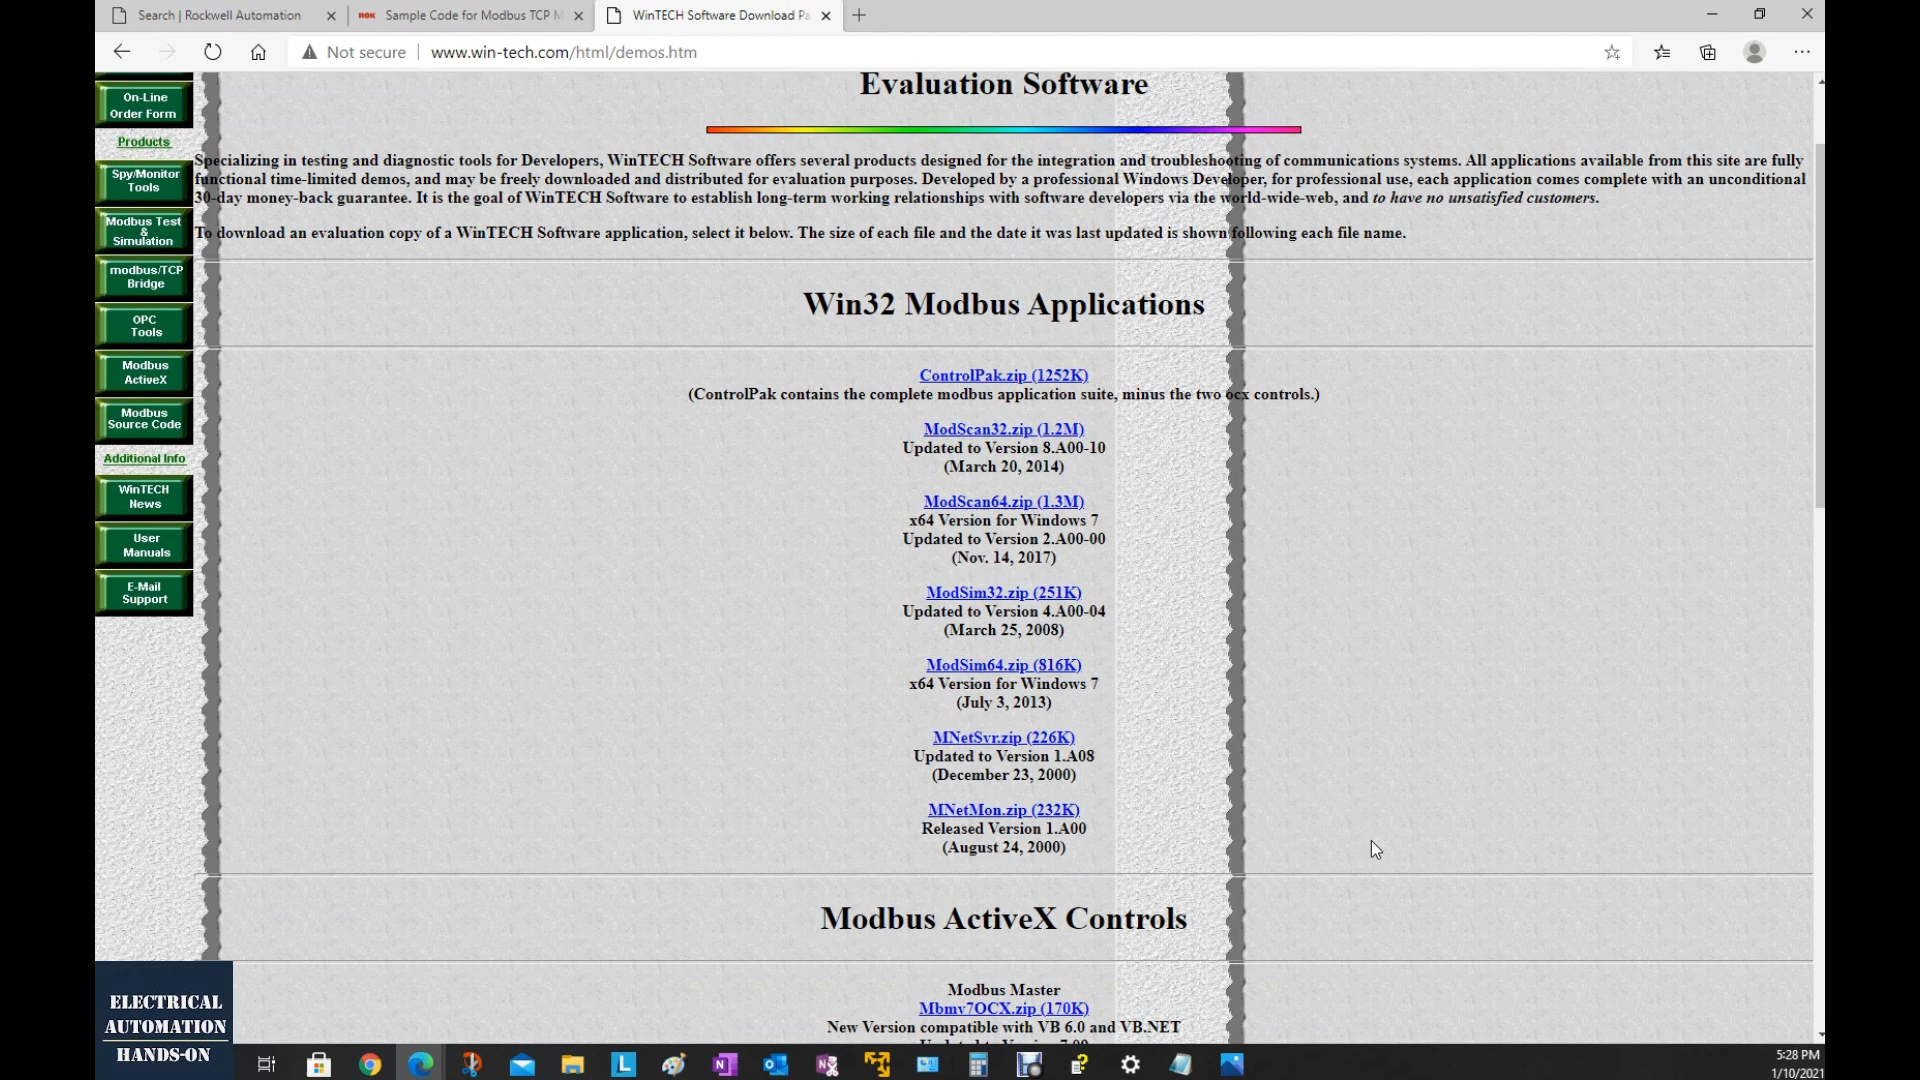 Search | Rockwell Automation
ROK Sample Code for Modbus TCP M
WinTECH Software Download Pa
Not secure
www.win-tech.com/html/demos.htm
Evaluation Software
On-Line
Order Form
Products
Spy/Monitor
Tools
Modbus Test
&
Simulation
modbus/TCP
Bridge
OPC
Tools
Modbus
ActiveX
Modbus
Source Code
Additional Info
WinTECH
News
User
Manuals
E-Mail
Support
Specializing in testing and diagnostic tools for Developers, WinTECH Software offers several products designed for the integration and troubleshooting of communications systems. All applications available from this site are fully
functional time-limited demos, and may be freely downloaded and distributed for evaluation purposes. Developed by a professional Windows Developer, for professional use, each application comes complete with an unconditional
30-day money-back guarantee. It is the goal of WinTECH Software to establish long-term working relationships with software developers via the world-wide-web, and to have no unsatisfied customers.
To download an evaluation copy of a WinTECH Software application, select it below. The size of each file and the date it was last updated is shown following each file name.
Win32 Modbus Applications
ControlPak.zip (1252K)
(ControlPak contains the complete modbus application suite, minus the two ocx controls.)
ModScan32.zip (1.2M)
Updated to Version 8.A00-10
(March 20, 2014)
ModScan64.zip (1.3M)
x64 Version for Windows 7
Updated to Version 2.A00-00
(Nov. 14, 2017)
ModSim32.zip (251K)
Updated to Version 4.A00-04
(March 25, 2008)
ModSim64.zip (816K)
x64 Version for Windows 7
(July 3, 2013)
MNetSvr.zip (226K)
Updated to Version 1.A08
(December 23, 2000)
MNetMon.zip (232K)
Released Version 1.A00
(August 24, 2000)
Modbus ActiveX Controls
Modbus Master
Mbmv7OCX.zip (170K)
New Version compatible with VB 6.0 and VB.NET
ELECTRICAL
AUTOMATION
HANDS-ON
5:28 PM
1/10/2021